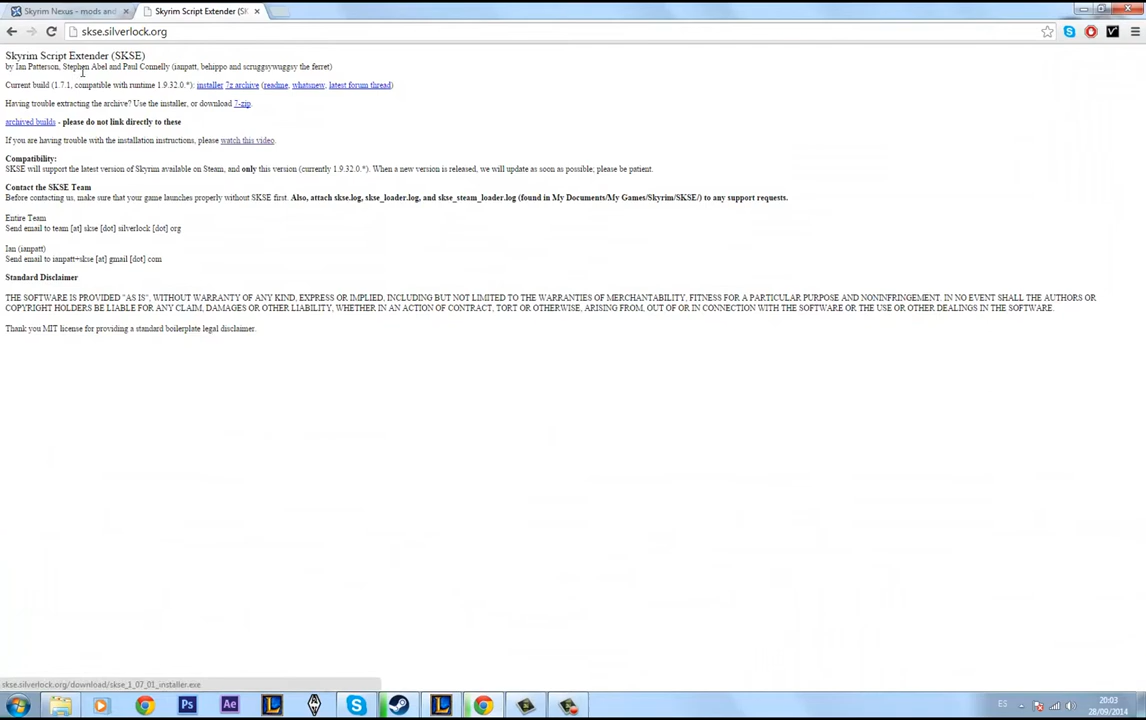 Skyrim Nexus - mods and
Skyrim Script Extender (SK
skse.silverlock.org
Skyrim Script Extender (SKSE)
by Ian Patterson, Stephen Abel and Paul Connelly (ianpatt, behippo and scruggsywuggsy the ferret)
Current build (1.7.1, compatible with runtime 1.9.32.0.*): installer 7z archive (readme, whatsnew, latest forum thread)
Having trouble extracting the archive? Use the installer, or download 7-zip.
archived builds - please do not link directly to these
If you are having trouble with the installation instructions, please watch this video.
Compatibility:
SKSE will support the latest version of Skyrim available on Steam, and only this version (currently 1.9.32.0.*). When a new version is released, we will update as soon as possible; please be patient.
Contact the SKSE Team
Before contacting us, make sure that your game launches properly without SKSE first. Also, attach skse.log, skse_loader.log, and skse_steam_loader.log (found in My Documents/My Games/Skyrim/SKSE/) to any support requests.
Entire Team
Send email to team [at] skse [dot] silverlock [dot] org
Ian (ianpatt)
Send email to ianpatt+skse [at] gmail [dot] com
Standard Disclaimer
THE SOFTWARE IS PROVIDED "AS IS", WITHOUT WARRANTY OF ANY KIND, EXPRESS OR IMPLIED, INCLUDING BUT NOT LIMITED TO THE WARRANTIES OF MERCHANTABILITY, FITNESS FOR A PARTICULAR PURPOSE AND NONINFRINGEMENT. IN NO EVENT SHALL THE AUTHORS OR
COPYRIGHT HOLDERS BE LIABLE FOR ANY CLAIM, DAMAGES OR OTHER LIABILITY, WHETHER IN AN ACTION OF CONTRACT, TORT OR OTHERWISE, ARISING FROM, OUT OF OR IN CONNECTION WITH THE SOFTWARE OR THE USE OR OTHER DEALINGS IN THE SOFTWARE.
Thank you MIT license for providing a standard boilerplate legal disclaimer.
skse.silverlock.org/download/skse_1_07_01_installer.exe
Ps
Ae
L
L
ES
20:03
28/09/2014